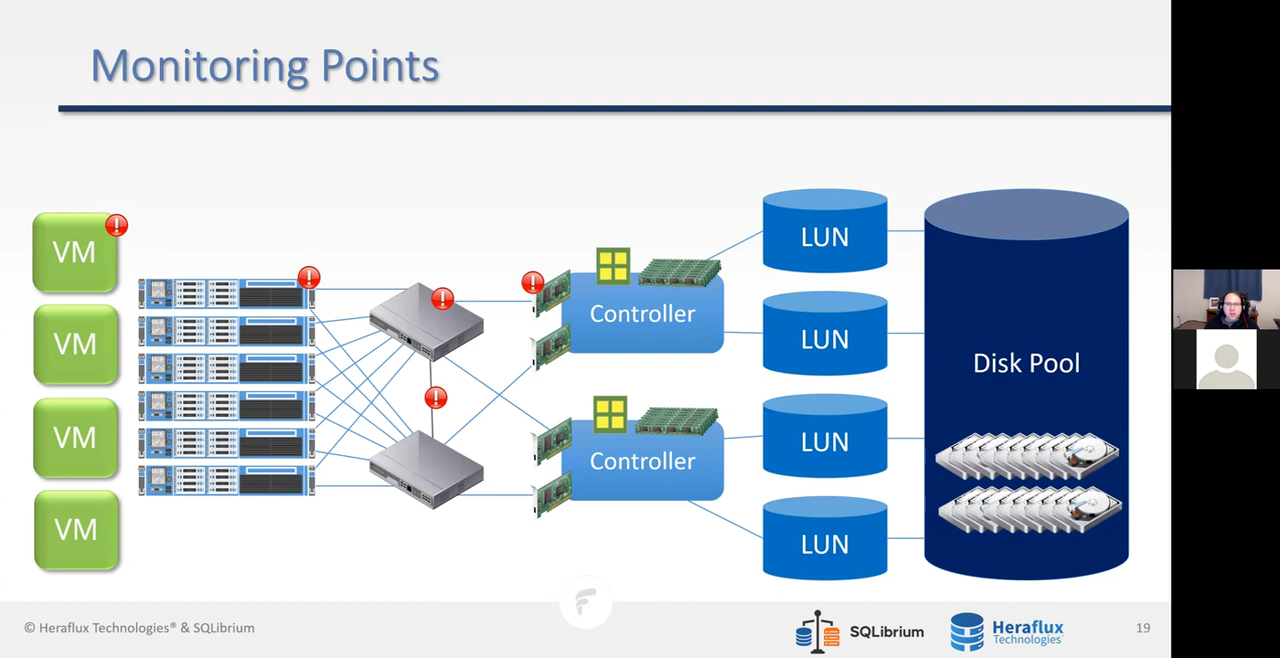 Monitoring Points
VM
VM
VM
VM
Controller
Controller
LUN
LUN
LUN
LUN
Disk Pool
© Heraflux Technologies® & SQLibrium
SQLibrium
Heraflux
Technologies
19